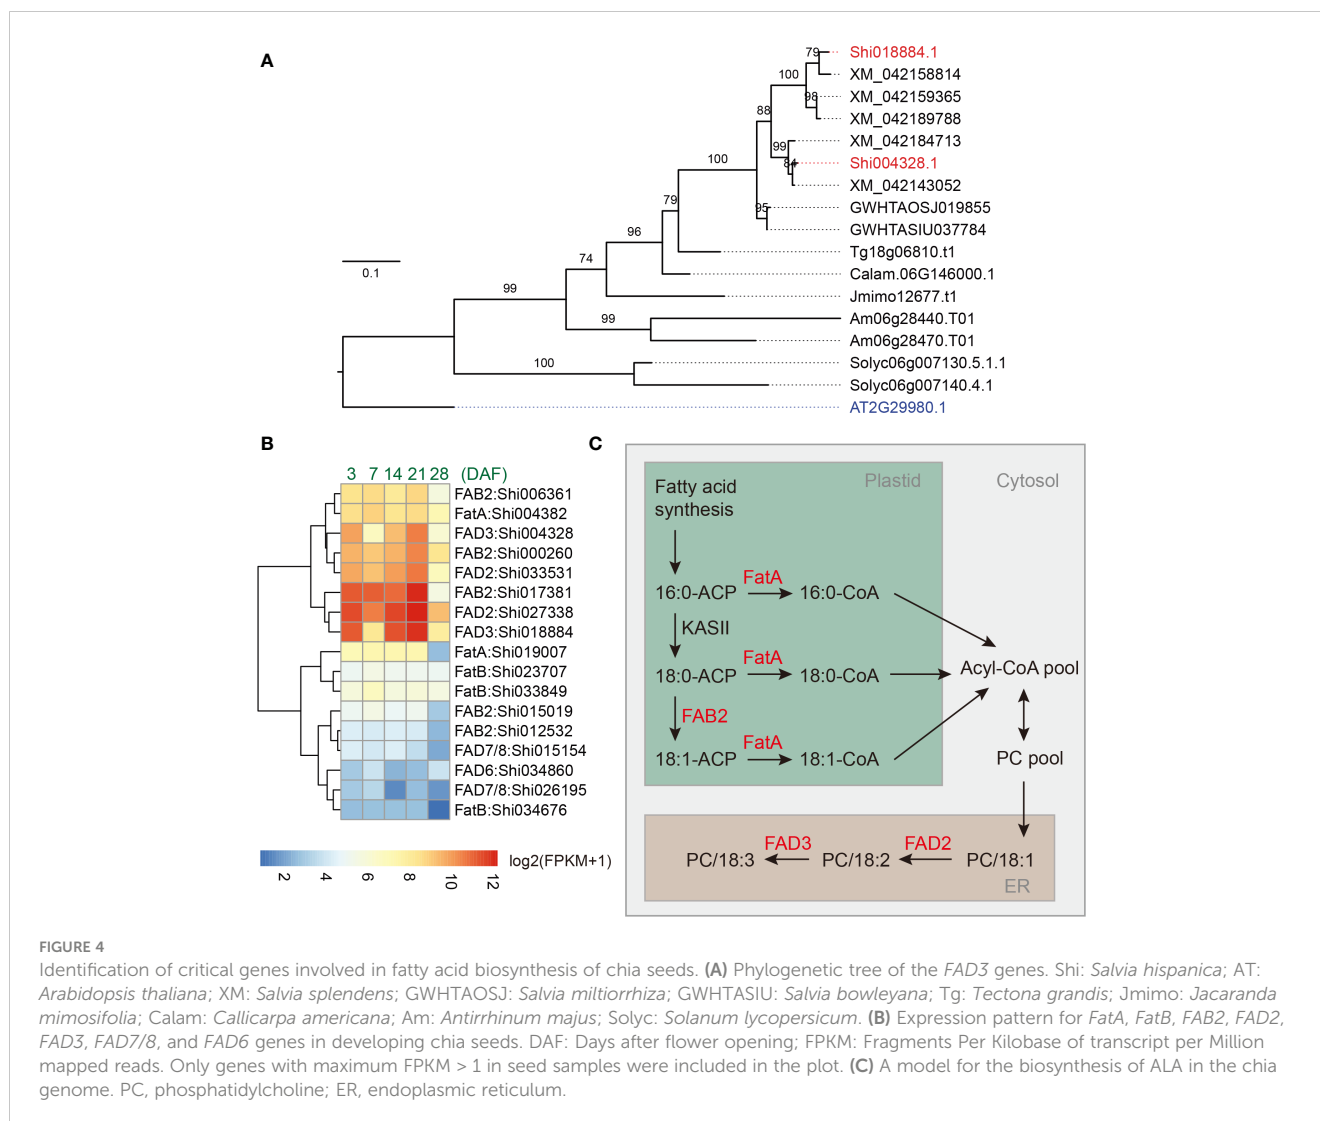 A
79
Shi018884.1
100
XM_042158814
98
XM_042159365
88
XM_042189788
99
XM_042184713
84
Shi004328.1
100
XM_042143052
95
GWHTAOSJ019855
79
GWHTASIU037784
96
Tg18g06810.t1
74
Calam.06G146000.1
0.1
99
Jmimo12677.t1
99
Am06g28440.T01
Am06g28470.T01
100
Solyc06g007130.5.1.1
Solyc06g007140.4.1
AT2G29980.1
B
3 7 14 21 28 (DAF)
FAB2:Shi006361
FatA:Shi004382
FAD3:Shi004328
FAB2:Shi000260
FAD2:Shi033531
FAB2:Shi017381
FAD2:Shi027338
FAD3:Shi018884
FatA:Shi019007
FatB:Shi023707
FatB:Shi033849
FAB2:Shi015019
FAB2:Shi012532
FAD7/8:Shi015154
FAD6:Shi034860
FAD7/8:Shi026195
FatB:Shi034676
log2(FPKM+1)
2 4 6 8 10 12
C
Plastid
Cytosol
Fatty acid
synthesis
16:0-ACP FatA 16:0-CoA
KASII
18:0-ACP FatA 18:0-CoA
Acyl-CoA pool
FAB2
18:1-ACP FatA 18:1-CoA
PC pool
PC/18:3 FAD3 PC/18:2 FAD2 PC/18:1
ER
FIGURE 4
Identification of critical genes involved in fatty acid biosynthesis of chia seeds. (A) Phylogenetic tree of the FAD3 genes. Shi: Salvia hispanica; AT:
Arabidopsis thaliana; XM: Salvia splendens; GWHTAOSJ: Salvia miltiorrhiza; GWHTASIU: Salvia bowleyana; Tg: Tectona grandis; Jmimo: Jacaranda
mimosifolia; Calam: Callicarpa americana; Am: Antirrhinum majus; Solyc: Solanum lycopersicum. (B) Expression pattern for FatA, FatB, FAB2, FAD2,
FAD3, FAD7/8, and FAD6 genes in developing chia seeds. DAF: Days after flower opening; FPKM: Fragments Per Kilobase of transcript per Million
mapped reads. Only genes with maximum FPKM > 1 in seed samples were included in the plot. (C) A model for the biosynthesis of ALA in the chia
genome. PC, phosphatidylcholine; ER, endoplasmic reticulum.